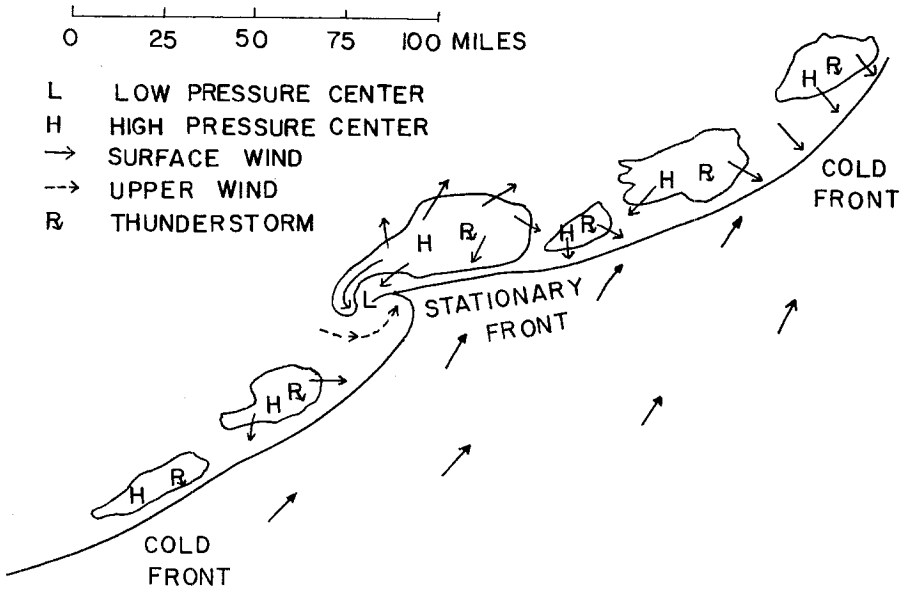 0 25 50 75 100 MILES
L LOW PRESSURE CENTER
H HIGH PRESSURE CENTER
SURFACE WIND
UPPER WIND
R THUNDERSTORM
H R
COLD
FRONT
H R
H R
H R
L
STATIONARY
FRONT
H R
H R
COLD
FRONT